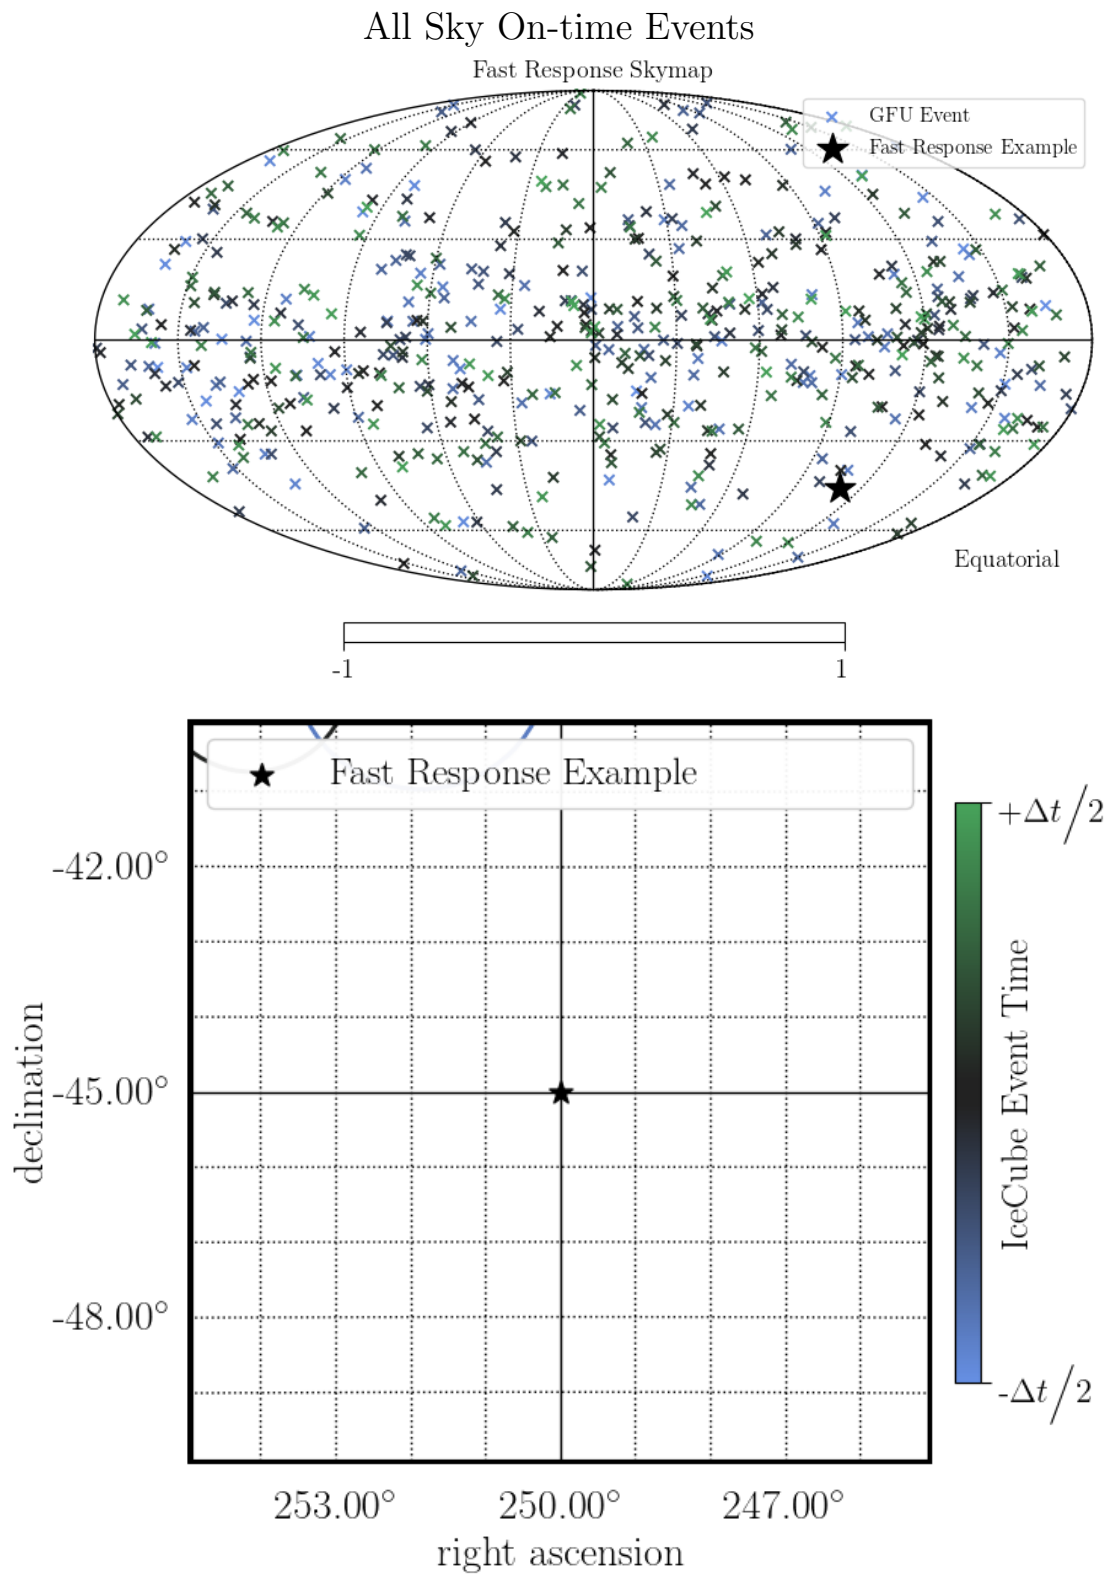 All Sky On-time Events
Fast Response Skymap
GFU Event
Fast Response Example
Equatorial
-1 1
Fast Response Example
+Δt/2
-42.00°
-45.00°
-48.00°
declination
IceCube Event Time
-Δt/2
253.00° 250.00° 247.00°
right ascension